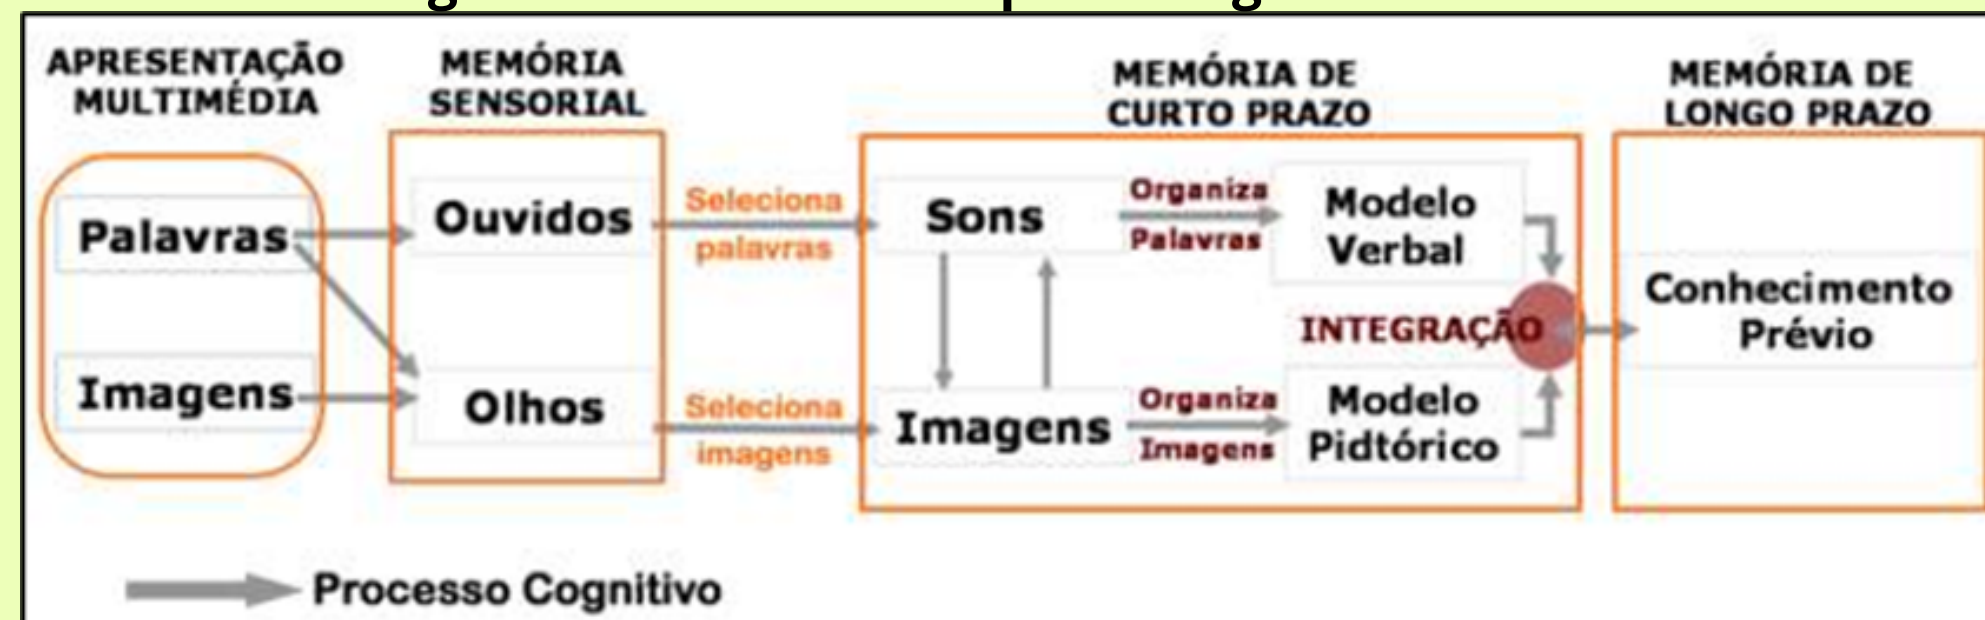 APRESENTAÇÃO
MULTIMÉDIA
MEMÓRIA
SENSORIAL
MEMÓRIA DE
CURTO PRAZO
MEMÓRIA DE
LONGO PRAZO
Palavras
Imagens
Ouvidos
Olhos
Seleciona
palavras
Seleciona
imagens
Sons
Imagens
Organiza
Palavras
Organiza
Imagens
Modelo
Verbal
INTEGRAÇÃO
Modelo
Pidtórico
Conhecimento
Prévio
Processo Cognitivo